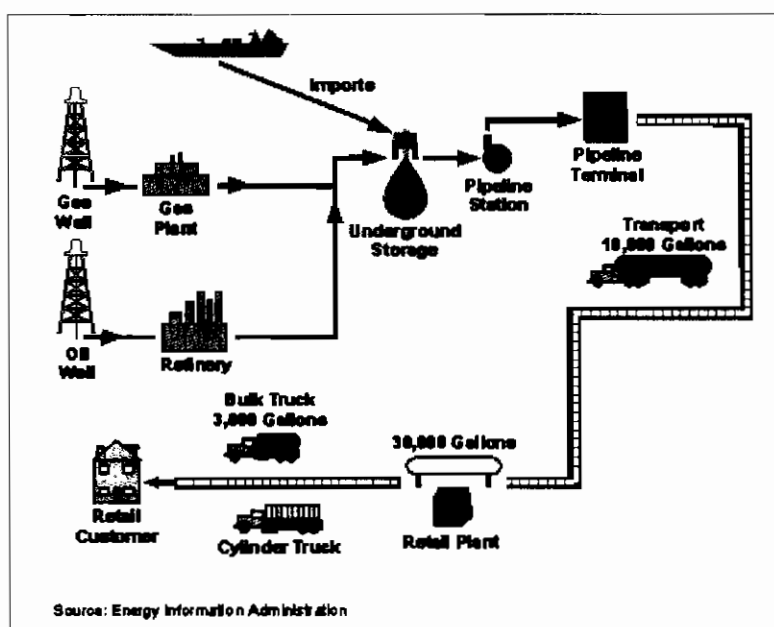 Imports
Gas
Well
Gas
Plant
Underground
Storage
Pipeline
Station
Pipeline
Terminal
Transport
10,000 Gallons
Oil
Well
Refinery
Bulk Truck
3,000 Gallons
30,000 Gallons
Retail
Customer
Cylinder Truck
Retail Plant
Source: Energy Information Administration